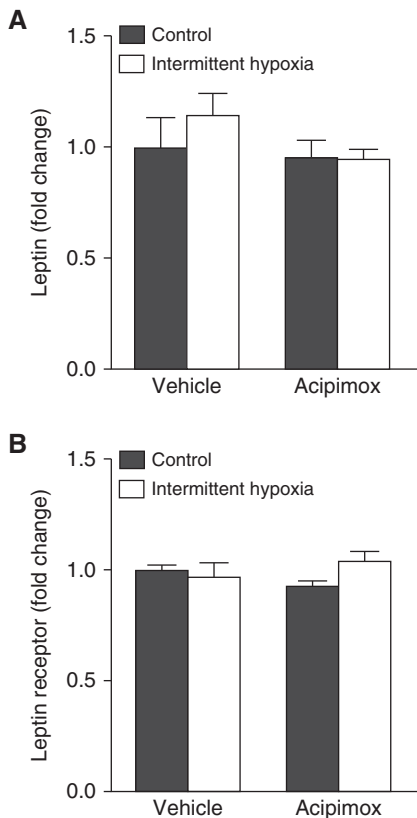 A
1.5
Control
Intermittent hypoxia
1.0
0.5
0.0
Leptin (fold change)
Vehicle Acipimox
B
1.5
Control
Intermittent hypoxia
1.0
0.5
0.0
Leptin receptor (fold change)
Vehicle Acipimox